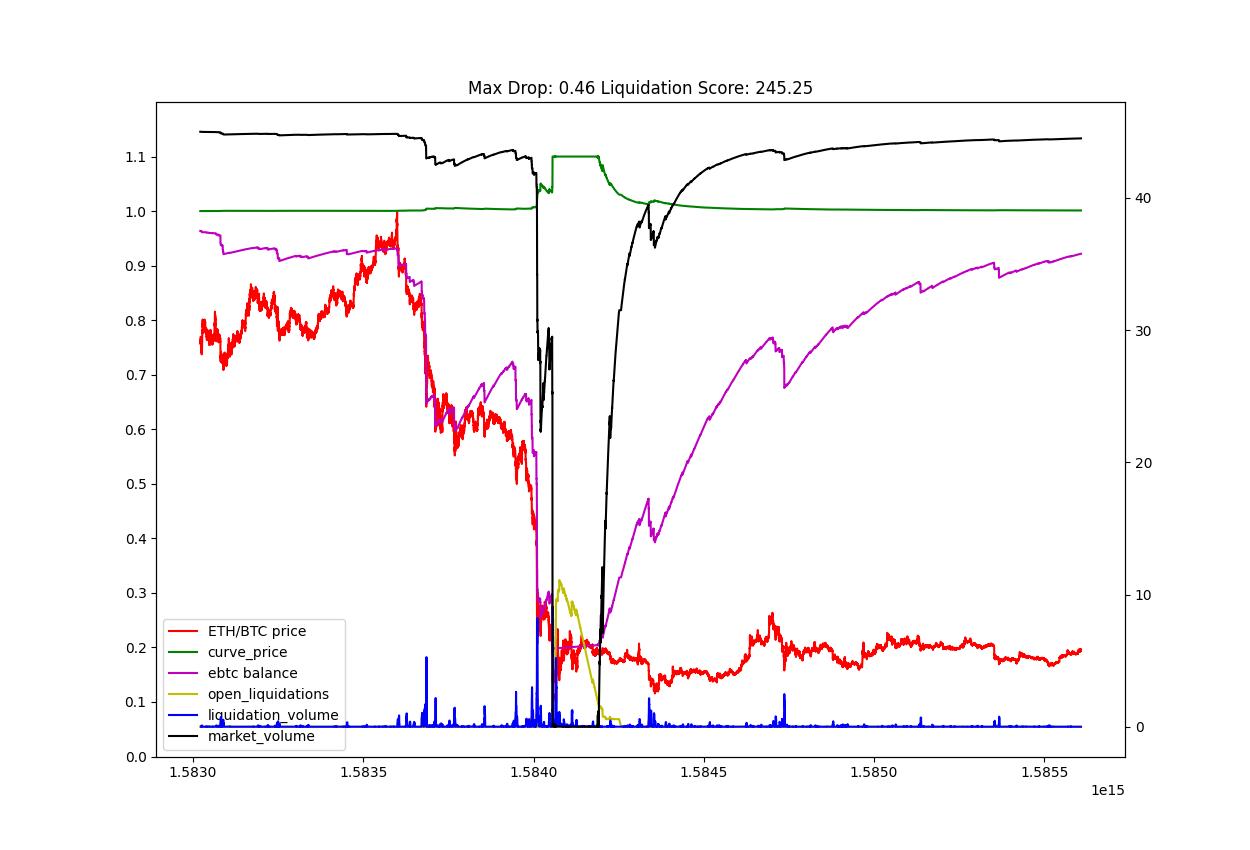 Max Drop: 0.46 Liquidation Score: 245.25
1.1
1.0
0.9
0.8
0.7
0.6
0.5
0.4
0.3
0.2
0.1
0.0
40
30
20
10
0
ETH/BTC price
curve_price
ebtc balance
open_liquidations
liquidation_volume
market_volume
1.5830 1.5835 1.5840 1.5845 1.5850 1.5855
1e15